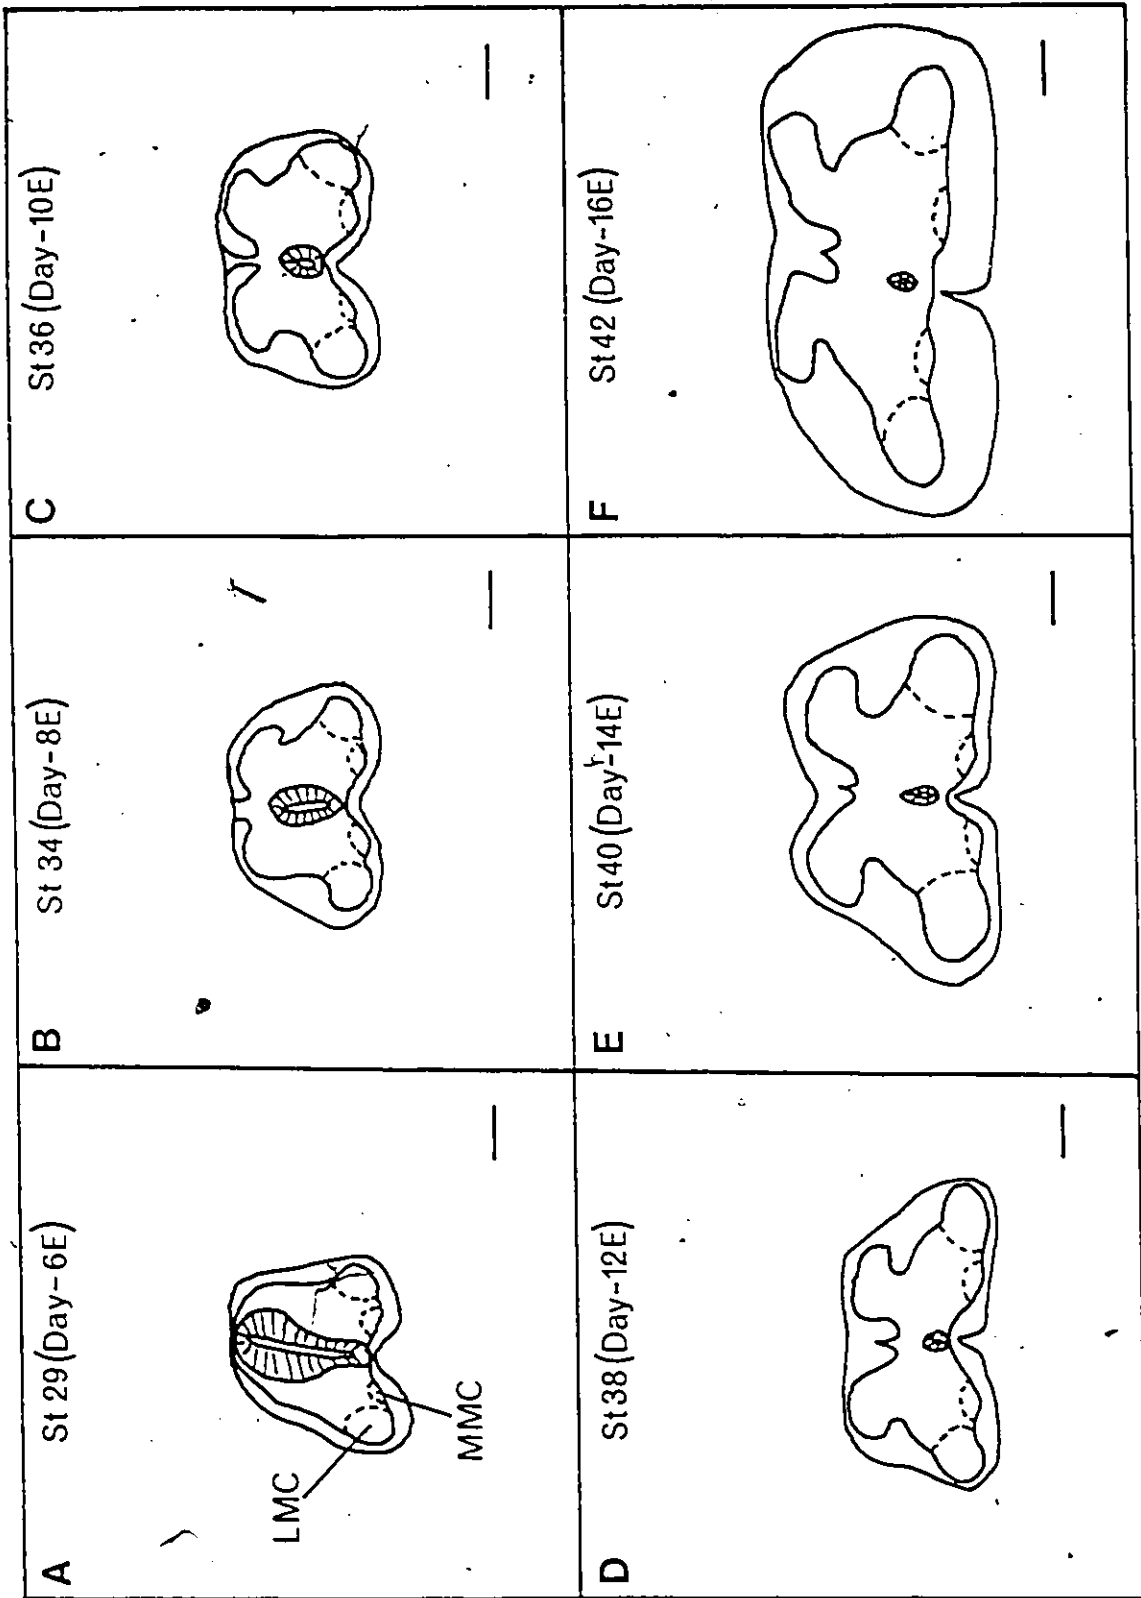 A
St 29 (Day-6E)
LMC
MMC
B
St 34 (Day-8E)
C
St 36 (Day-10E)
D
St 38 (Day-12E)
E
St 40 (Day-14E)
F
St 42 (Day-16E)